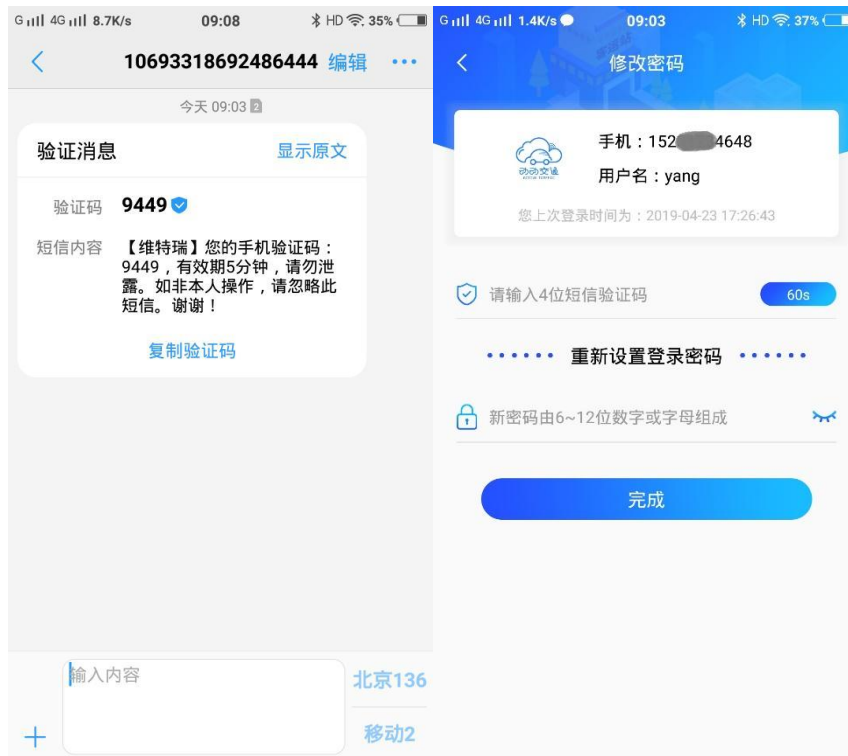 G 4G 8.7K/s 09:08 HD 35%
10693318692486444 编辑 ...
今天 09:03 2
验证消息 显示原文
验证码 9449
短信内容 【维特瑞】您的手机验证码：
9449，有效期5分钟，请勿泄
露。如非本人操作，请忽略此
短信。谢谢！
复制验证码
输入内容
北京136
移动2
G 4G 1.4K/s 09:03 HD 37%
修改密码
动动交通
手机：152 4648
用户名：yang
您上次登录时间为：2019-04-23 17:26:43
请输入4位短信验证码 60s
...... 重新设置登录密码 ......
新密码由6~12位数字或字母组成
完成